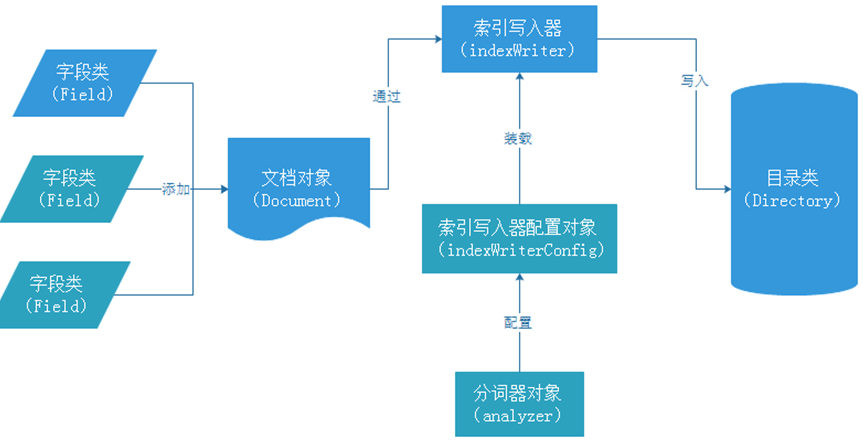 字段类
(Field)
字段类
(Field)
字段类
(Field)
添加
文档对象
(Document)
通过
索引写入器
(indexWriter)
装载
索引写入器配置对象
(indexWriterConfig)
配置
分词器对象
(analyzer)
写入
目录类
(Directory)